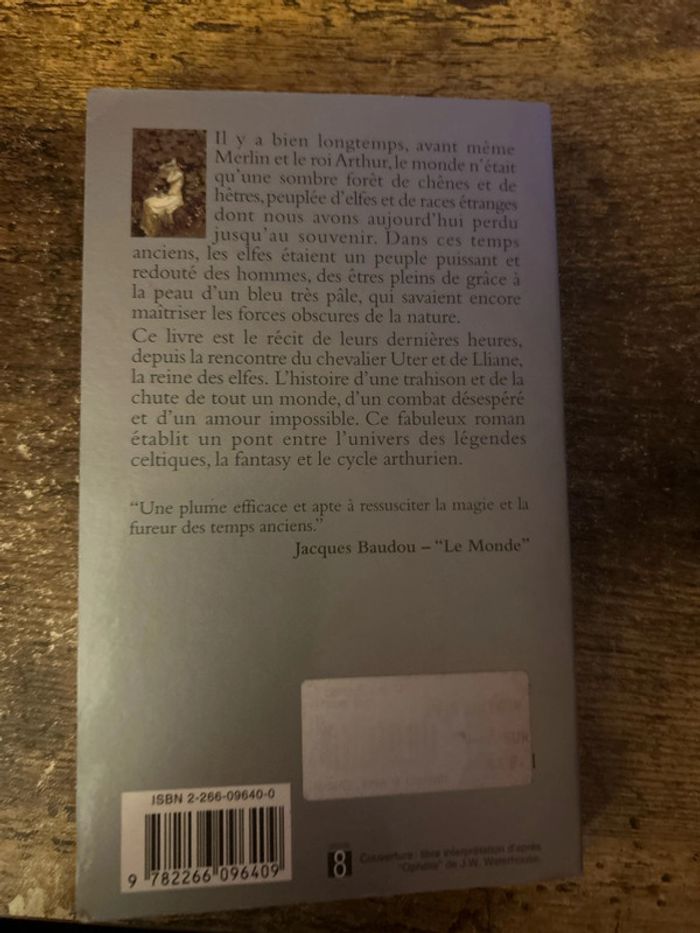 Il y a bien longtemps, avant même
Merlin et le roi Arthur, le monde n'était
qu'une sombre forêt de chênes et de
hêtres, peuplée d'elfes et de races étranges
dont nous avons aujourd'hui perdu
jusqu'au souvenir. Dans ces temps
anciens, les elfes étaient un peuple puissant et
redouté des hommes, des êtres pleins de grâce à
la peau d'un bleu très pâle, qui savaient encore
maîtriser les forces obscures de la nature.
Ce livre est le récit de leurs dernières heures,
depuis la rencontre du chevalier Uter et de Lliane,
la reine des elfes. L'histoire d'une trahison et de la
chute de tout un monde, d'un combat désespéré
et d'un amour impossible. Ce fabuleux roman
établit un pont entre l'univers des légendes
celtiques, la fantasy et le cycle arthurien.
"Une plume efficace et apte à ressusciter la magie et la
fureur des temps anciens."
Jacques Baudou – "Le Monde"
ISBN 2-266-09640-0
9 782266 096409
8
Couverture : libre interprétation d'après
"Ophelia" de J.W. Waterhouse.